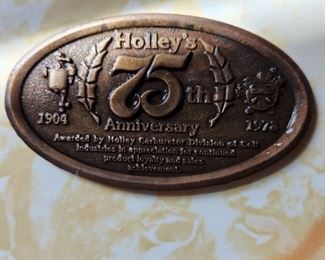 Holley's
75th
1904
1978
Anniversary
Awarded by Holley Carburetor Division of Colt
Industries in appreciation for continued
product loyalty and sales
achievement.